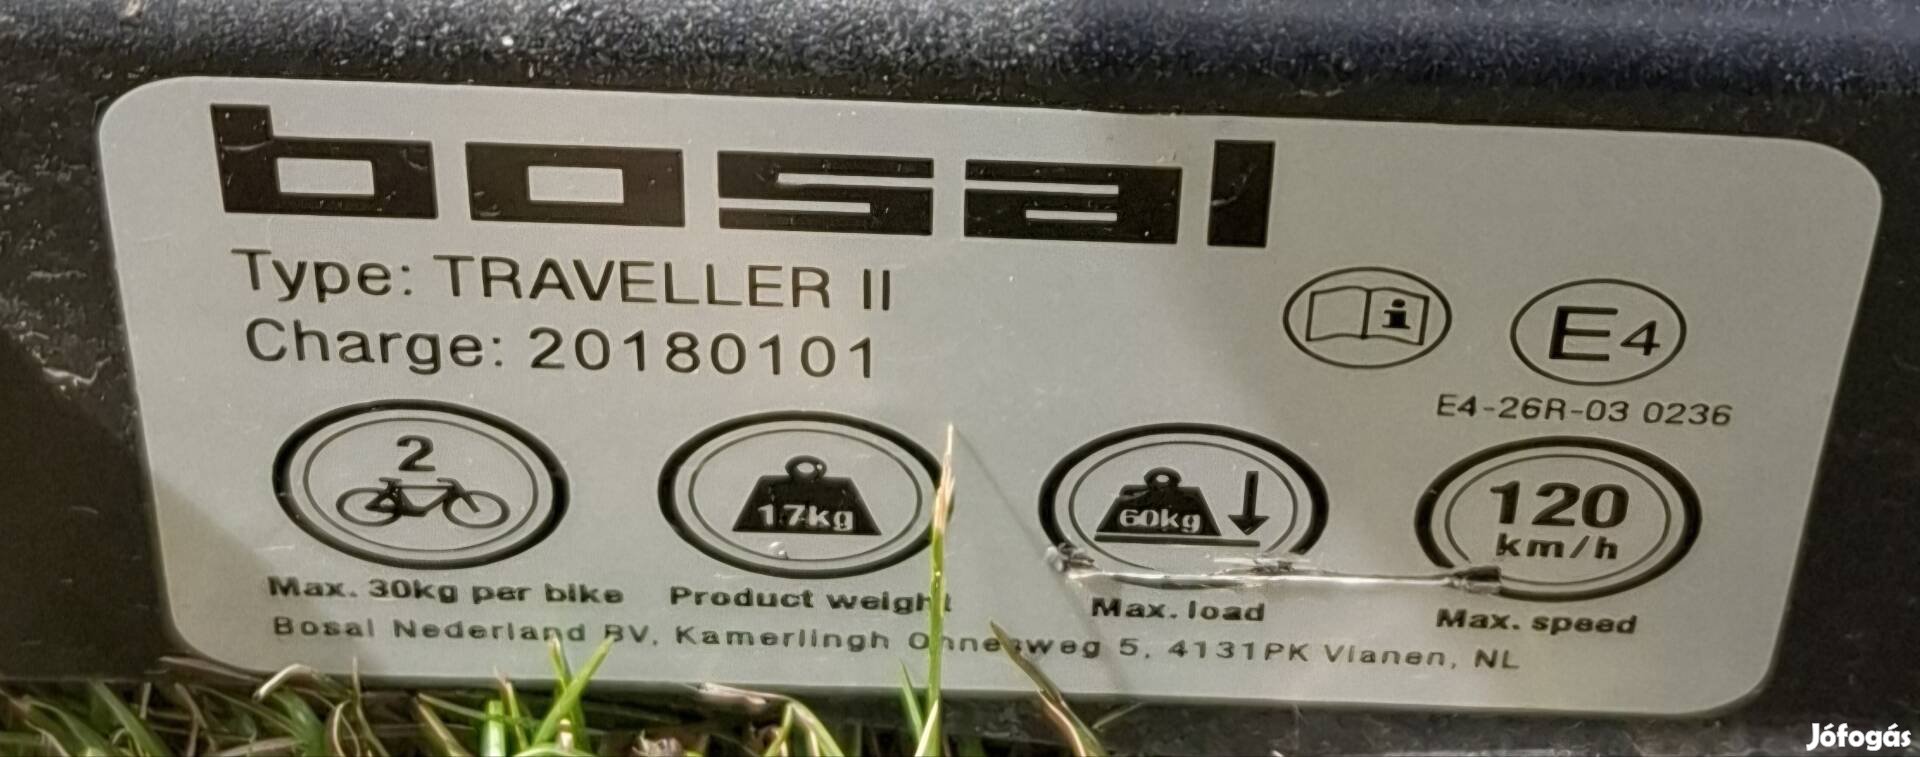 bosal
Type: TRAVELLER II
Charge: 20180101
i
E4
E4-26R-03 0236
2
17kg
60kg
120
km/h
Max. 30kg per bike
Product weight
Max. load
Max. speed
Bosal Nederland BV, Kamerlingh Onnesweg 5, 4131PK Vianen, NL
Jófogás